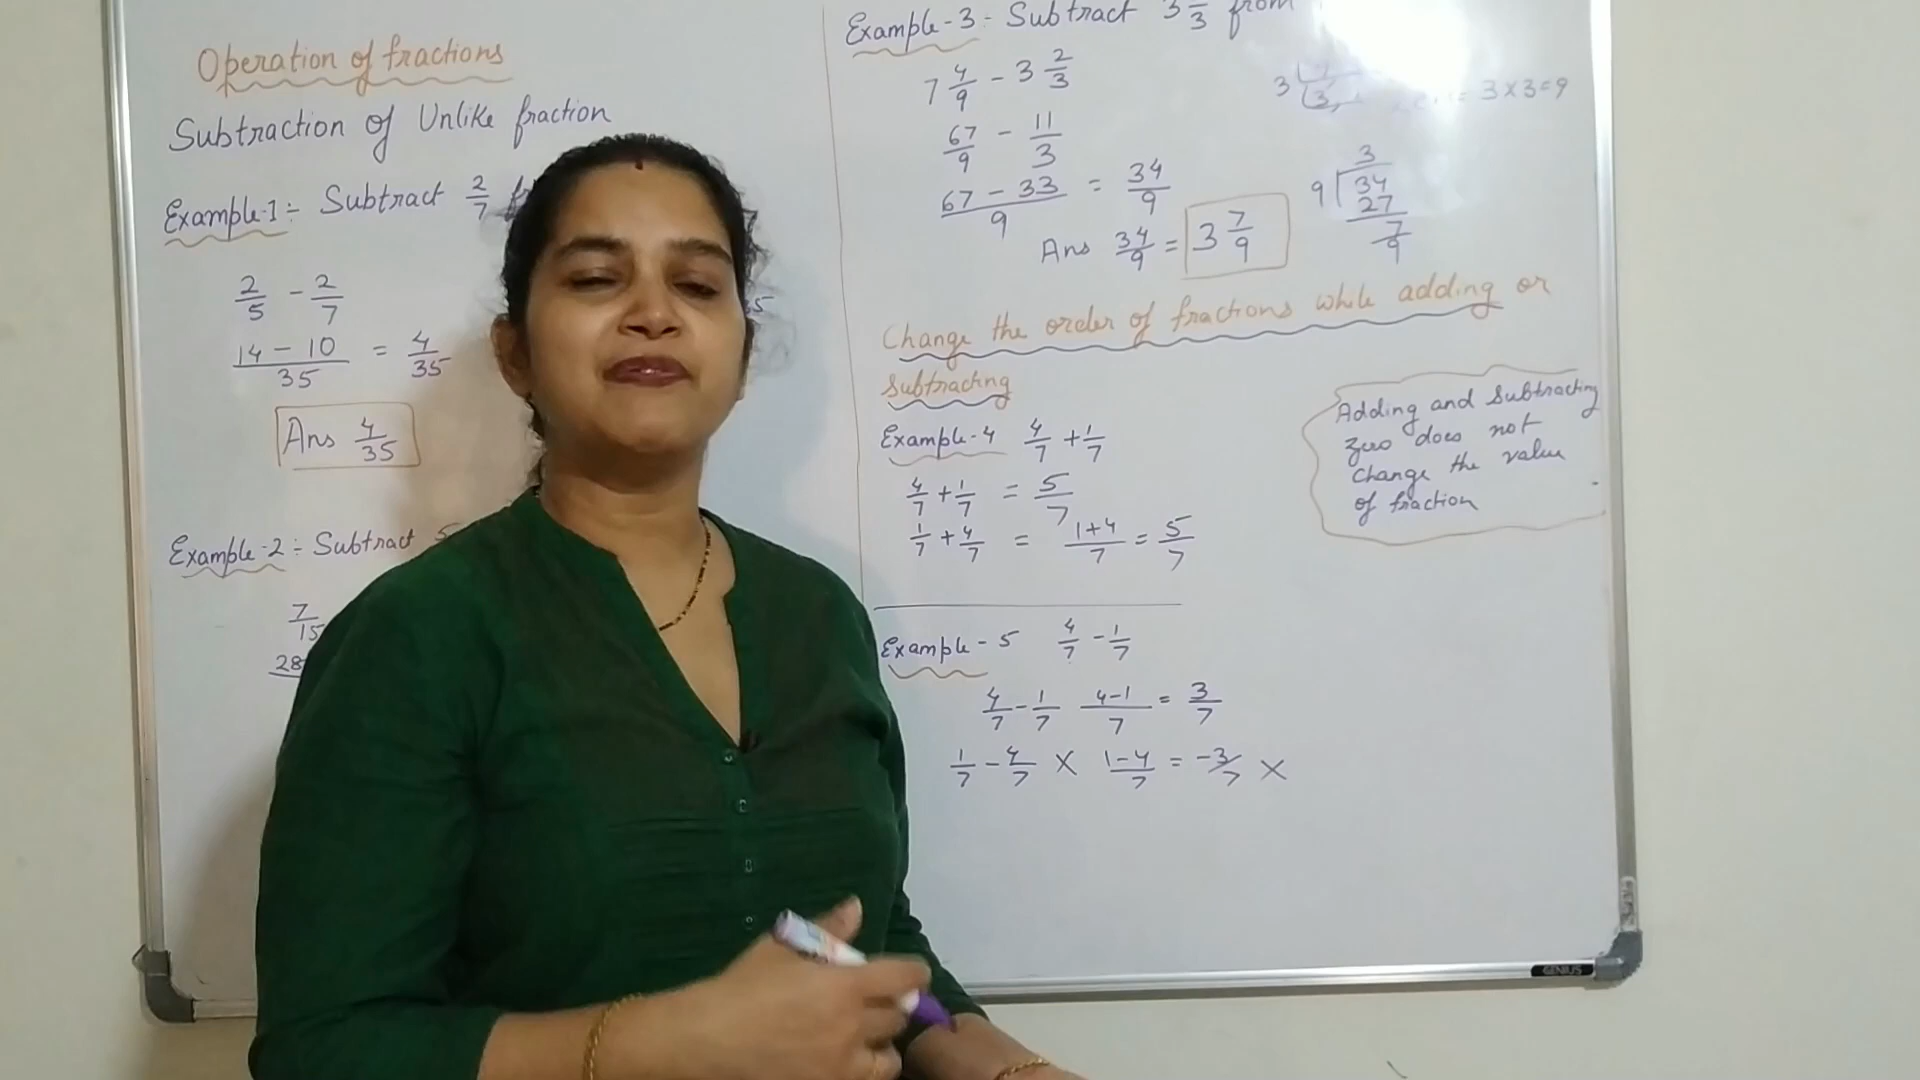 Operation of fractions
Subtraction of Unlike fraction
Example-1 ÷ Subtract 2/7
2/5 - 2/7
14 - 10/35 = 4/35
Ans 4/35
Example-2 ÷ Subtract 5
7/15
28
Example-3 ÷ Subtract 3 2/3 from
7 4/9 - 3 2/3
67/9 - 11/3
67 - 33/9 = 34/9
Ans 34/9 = 3 7/9
3 × 3 = 9
3
9 34
27
7
9
Change the order of fractions while adding or
subtracting
Example-4 4/7 + 1/7
4/7 + 1/7 = 5/7
1/7 + 4/7 = 1+4/7 = 5/7
Adding and Subtracting
Zero does not
Change the value
of fraction
Example-5 4/7 - 1/7
4/7 - 1/7 4-1/7 = 3/7
1/7 - 4/7 × 1-4/7 = -3/7 ×
GENIUS